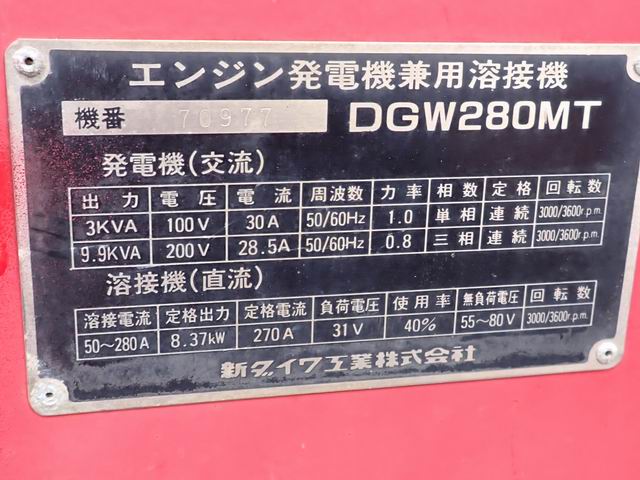 エンジン発電機兼用溶接機
機番 70977 DGW280MT
発電機(交流)
出力 電圧 電流 周波数 力率 相数 定格 回転数
3KVA 100V 30A 50/60Hz 1.0 単相 連続 3000/3600r.p.m.
9.9KVA 200V 28.5A 50/60Hz 0.8 三相 連続 3000/3600r.p.m.
溶接機(直流)
溶接電流 定格出力 定格電流 負荷電圧 使用率 無負荷電圧 回転数
50〜280A 8.37kW 270A 31V 40% 55〜80V 3000/3600r.p.m.
新ダイワ工業株式会社